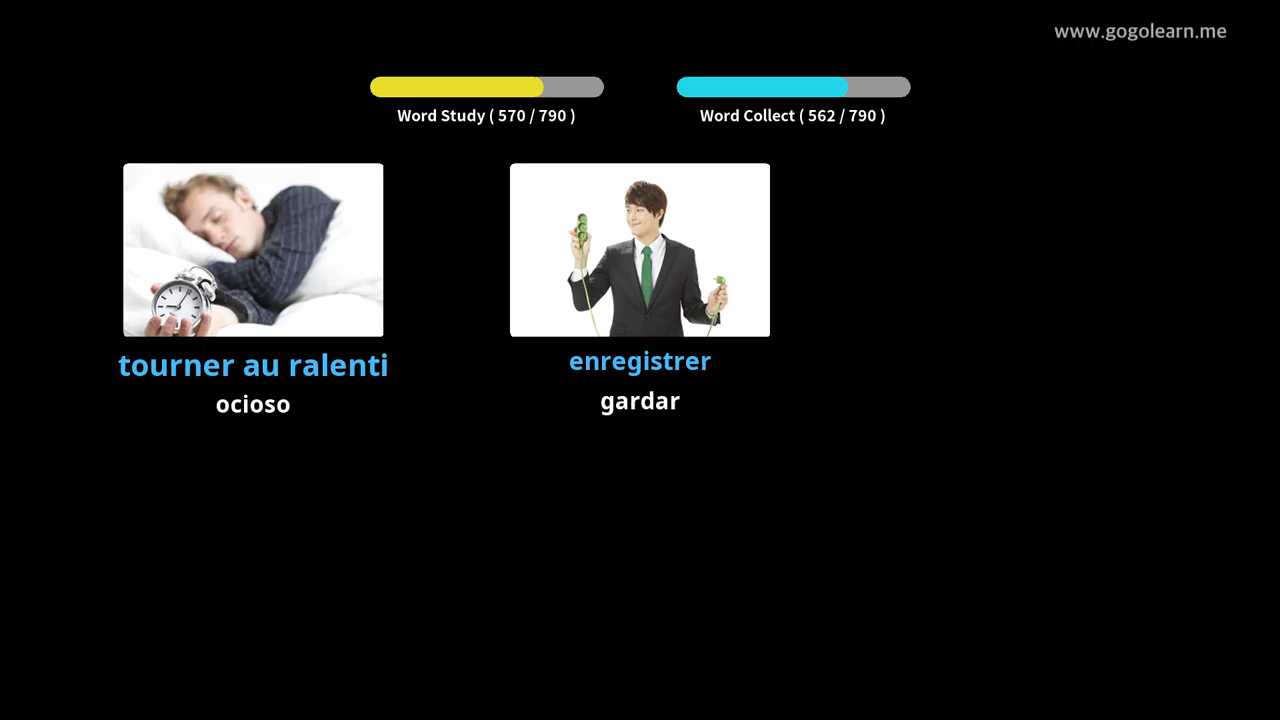 www.gogolearn.me
Word Study ( 570 / 790 )
Word Collect ( 562 / 790 )
tourner au ralenti
ocioso
enregistrer
gardar